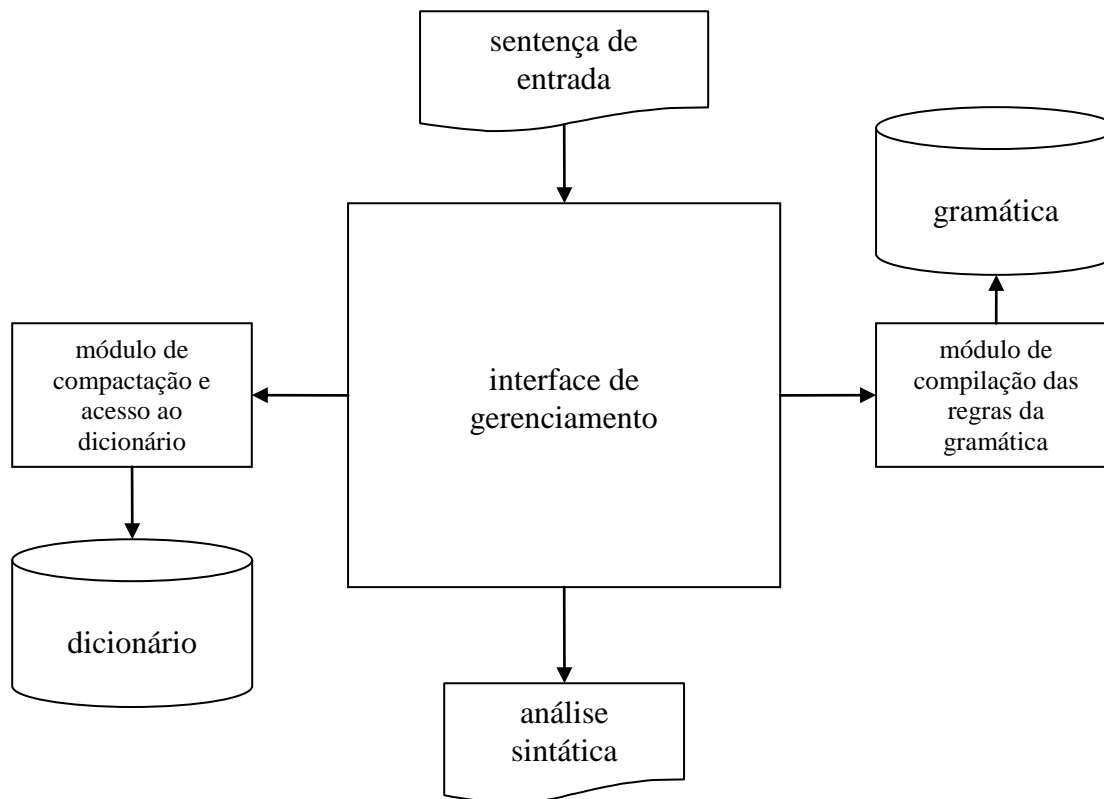 sentença de
entrada
gramática
módulo de
compactação e
acesso ao
dicionário
interface de
gerenciamento
módulo de
compilação das
regras da
gramática
dicionário
análise
sintática